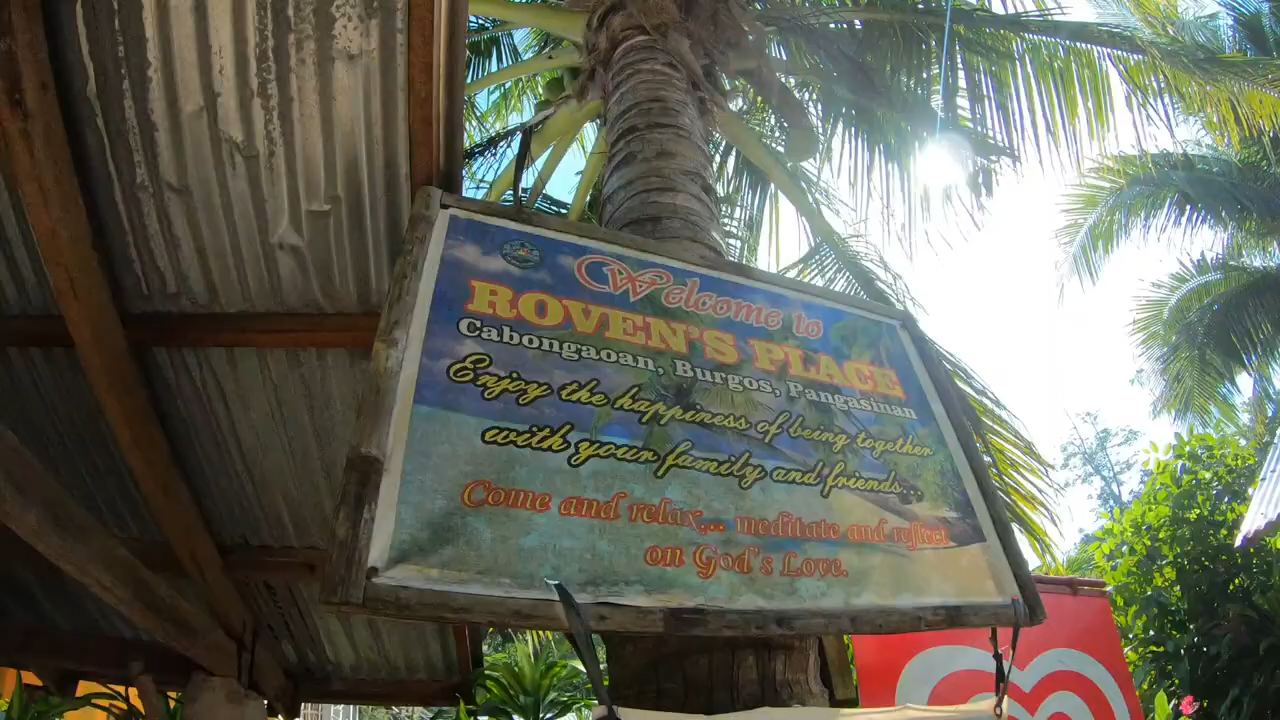 Welcome to
ROVEN'S PLACE
Cabongaoan, Burgos, Pangasinan
Enjoy the happiness of being together
with your family and friends...
Come and relax... meditate and reflect
on God's Love.